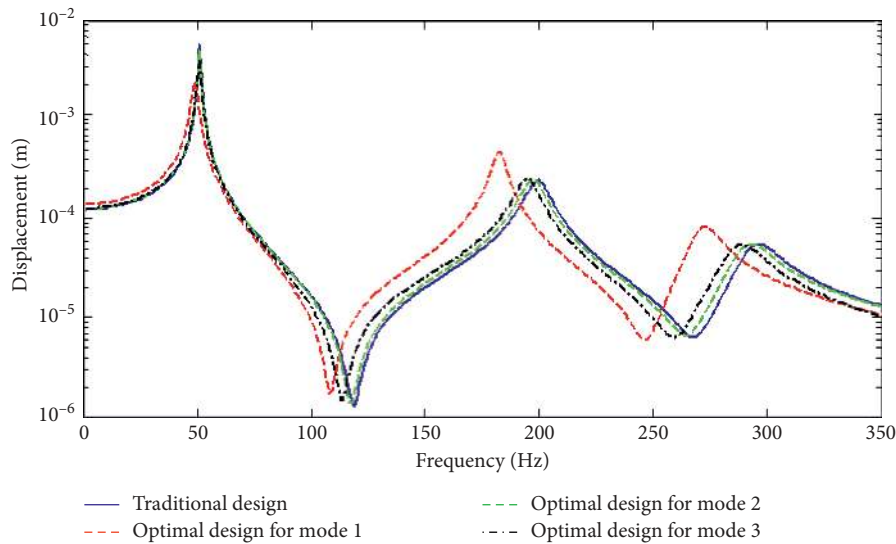 10⁻²
10⁻³
10⁻⁴
10⁻⁵
10⁻⁶
Displacement (m)
0 50 100 150 200 250 300 350
Frequency (Hz)
Traditional design
Optimal design for mode 1
Optimal design for mode 2
Optimal design for mode 3